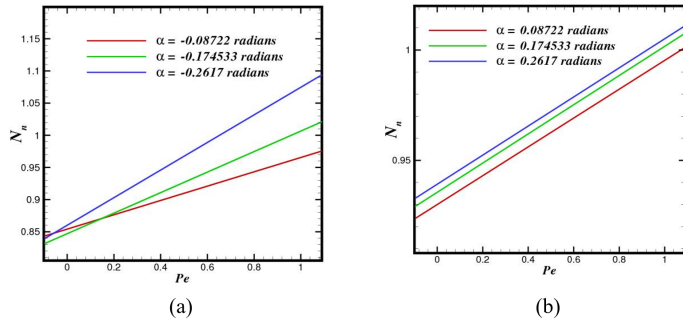 α = -0.08722 radians
α = -0.174533 radians
α = -0.2617 radians
1.15
1.1
1.05
1
0.95
0.9
0.85
N_n
0 0.2 0.4 0.6 0.8 1
Pe
(a)
α = 0.08722 radians
α = 0.174533 radians
α = 0.2617 radians
1
0.95
N_n
0 0.2 0.4 0.6 0.8 1
Pe
(b)